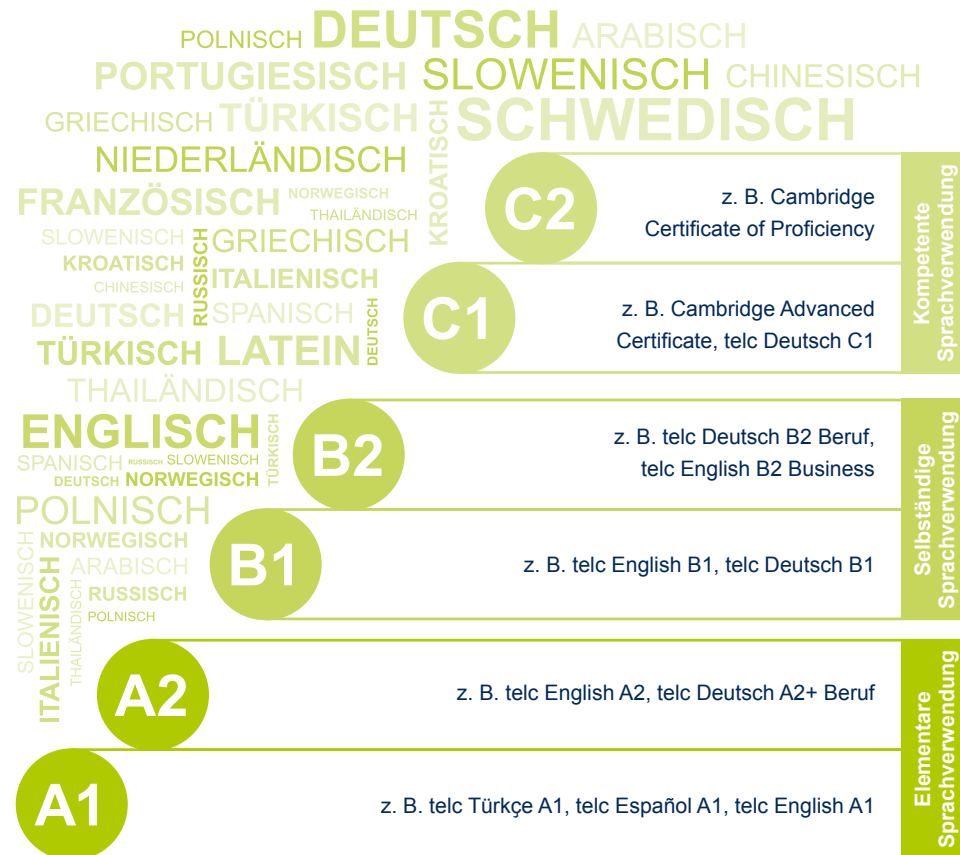 POLNISCH DEUTSCH ARABISCH
PORTUGIESISCH SLOWENISCH CHINESISCH
GRIECHISCH TÜRKISCH KROATISCH SCHWEDISCH
NIEDERLÄNDISCH
FRANZÖSISCH NORWEGISCH
THAILÄNDISCH
SLOWENISCH RUSSISCH GRIECHISCH
KROATISCH ITALIENISCH
CHINESISCH
DEUTSCH SPANISCH DEUTSCH
TÜRKISCH LATEIN
THAILÄNDISCH
ENGLISCH TÜRKISCH
SPANISCH RUSSISCH SLOWENISCH
DEUTSCH NORWEGISCH
POLNISCH
SLOWENISCH NORWEGISCH
ITALIENISCH ARABISCH
THAILÄNDISCH RUSSISCH
POLNISCH
C2
z. B. Cambridge
Certificate of Proficiency
C1
z. B. Cambridge Advanced
Certificate, telc Deutsch C1
Kompetente
Sprachverwendung
B2
z. B. telc Deutsch B2 Beruf,
telc English B2 Business
B1
z. B. telc English B1, telc Deutsch B1
Selbständige
Sprachverwendung
A2
z. B. telc English A2, telc Deutsch A2+ Beruf
A1
z. B. telc Türkçe A1, telc Español A1, telc English A1
Elementare
Sprachverwendung